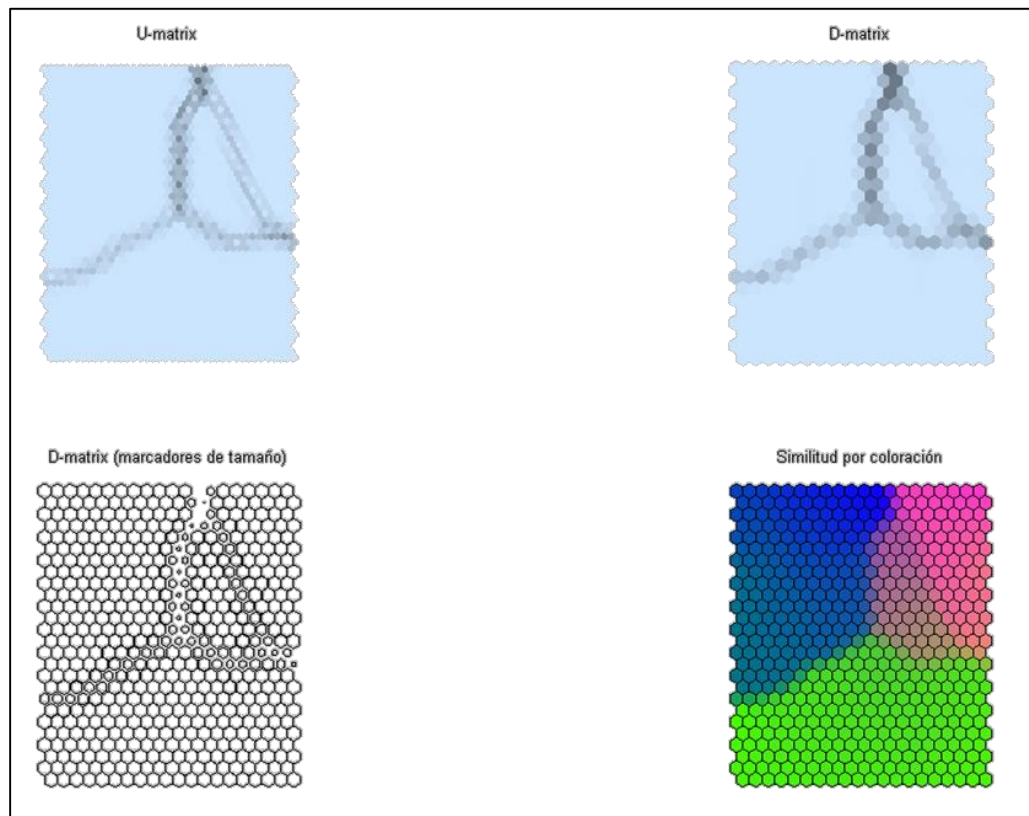 U-matrix
D-matrix
D-matrix (marcadores de tamaño)
Similitud por coloración